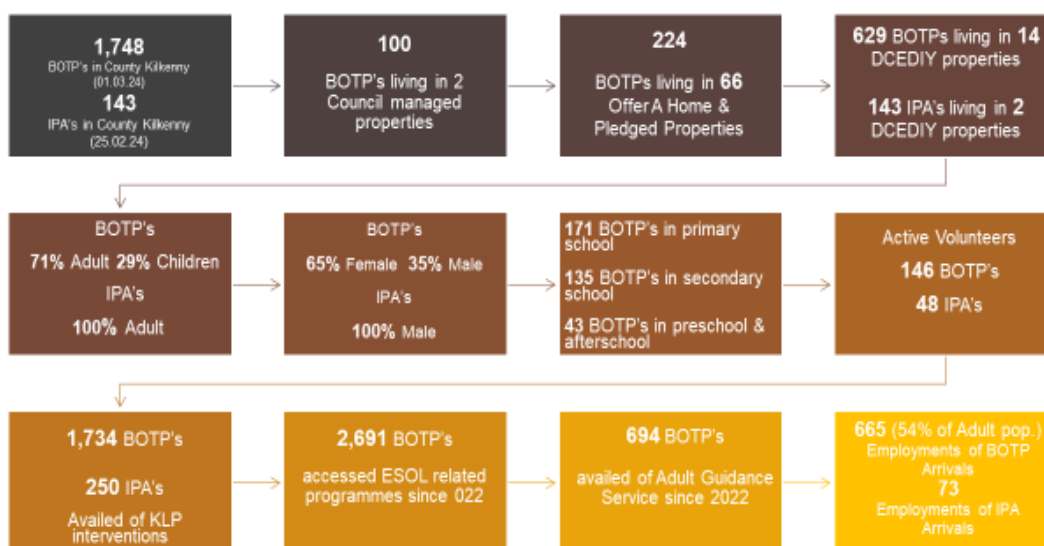 1,748
BOTP's in County Kilkenny
(01.03.24)
143
IPA's in County Kilkenny
(25.02.24)
100
BOTP's living in 2
Council managed
properties
224
BOTPs living in 66
Offer A Home &
Pledged Properties
629 BOTPs living in 14
DCEDIY properties
143 IPA's living in 2
DCEDIY properties
BOTP's
71% Adult 29% Children
IPA's
100% Adult
BOTP's
65% Female 35% Male
IPA's
100% Male
171 BOTP's in primary
school
135 BOTP's in secondary
school
43 BOTP's in preschool &
afterschool
Active Volunteers
146 BOTP's
48 IPA's
1,734 BOTP's
250 IPA's
Availed of KLP
interventions
2,691 BOTP's
accessed ESOL related
programmes since 022
694 BOTP's
availed of Adult Guidance
Service since 2022
665 (54% of Adult pop.)
Employments of BOTP
Arrivals
73
Employments of IPA
Arrivals